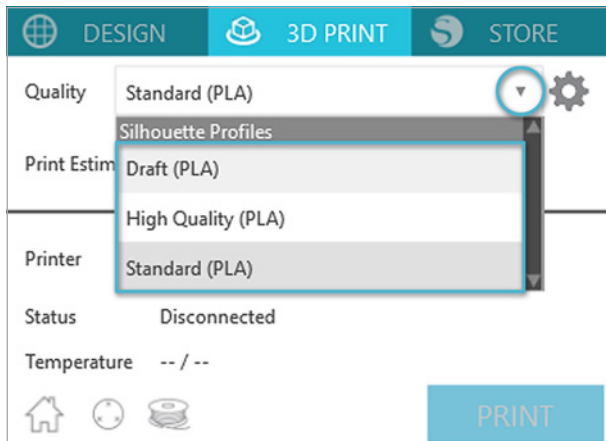 DESIGN 3D PRINT STORE
Quality Standard (PLA)
Silhouette Profiles
Print Estim Draft (PLA)
High Quality (PLA)
Printer Standard (PLA)
Status Disconnected
Temperature -- / --
PRINT